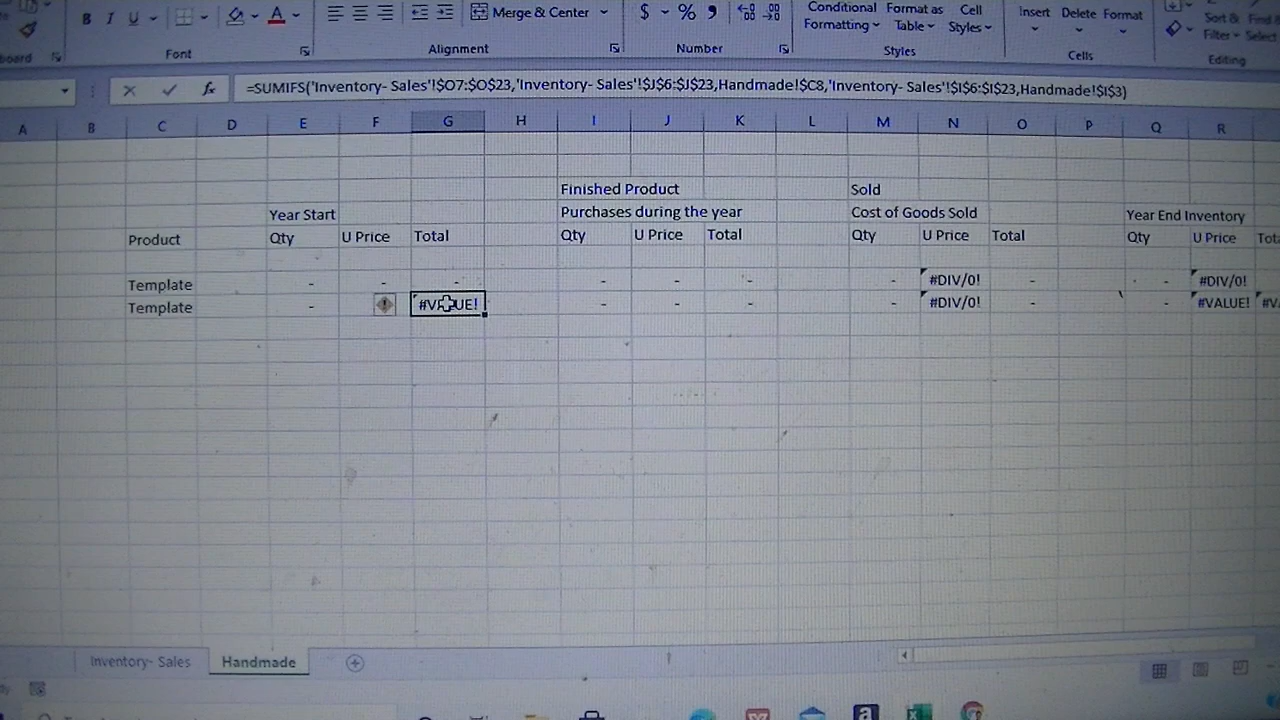 Merge & Center
$ % 9
Conditional Format as Cell
Formatting Table Styles
Insert Delete Format
Sort & Find
Filter Select
B I U A
board Font Alignment Number Styles Cells Editing
fx =SUMIFS('Inventory- Sales'!$O7:$O$23,'Inventory- Sales'!$J$6:$J$23,Handmade!$C8,'Inventory- Sales'!$I$6:$I$23,Handmade!$I$3)
A B C D E F G H I J K L M N O P Q R
Finished Product Sold
Year Start Purchases during the year Cost of Goods Sold Year End Inventory
Product Qty U Price Total Qty U Price Total Qty U Price Total Qty U Price Tot
Template - - - - - - - #DIV/0! - - #DIV/0!
Template - #VALUE! - - - - #DIV/0! - - #VALUE! #V
Inventory- Sales Handmade